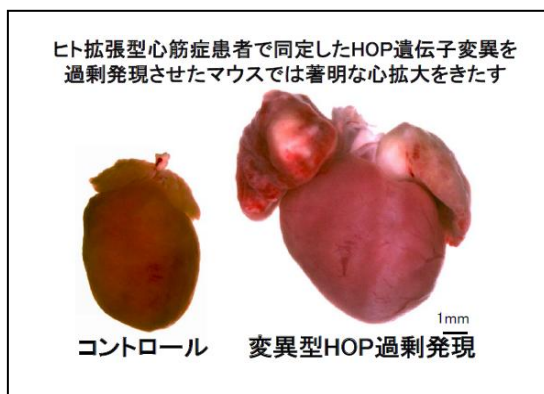 ヒト拡張型心筋症患者で同定したHOP遺伝子変異を
過剰発現させたマウスでは著明な心拡大をきたす
1mm
コントロール
変異型HOP過剰発現